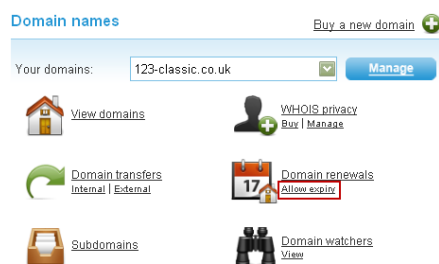 Domain names
Buy a new domain
Your domains: 123-classic.co.uk Manage
View domains
WHOIS privacy
Buy | Manage
Domain transfers
Internal | External
17
Domain renewals
Allow expiry
Subdomains
Domain watchers
View